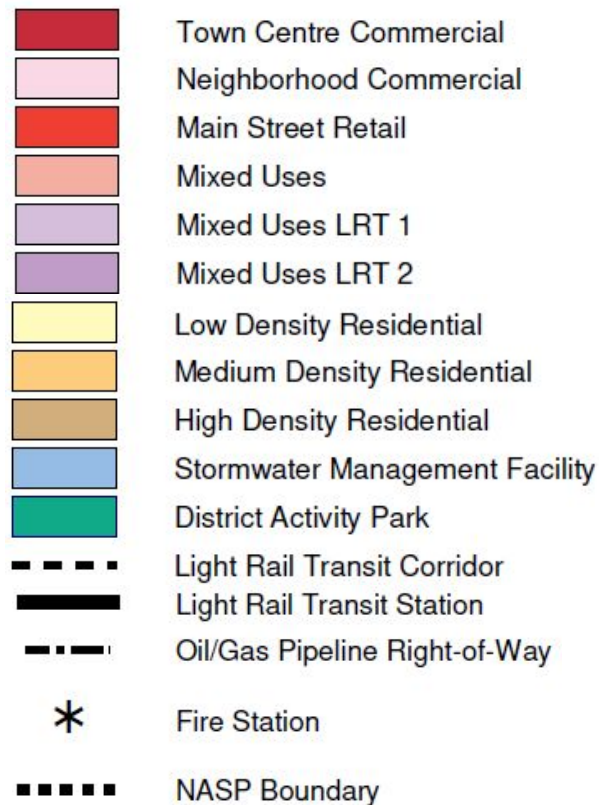 Town Centre Commercial
Neighborhood Commercial
Main Street Retail
Mixed Uses
Mixed Uses LRT 1
Mixed Uses LRT 2
Low Density Residential
Medium Density Residential
High Density Residential
Stormwater Management Facility
District Activity Park
Light Rail Transit Corridor
Light Rail Transit Station
Oil/Gas Pipeline Right-of-Way
Fire Station
NASP Boundary